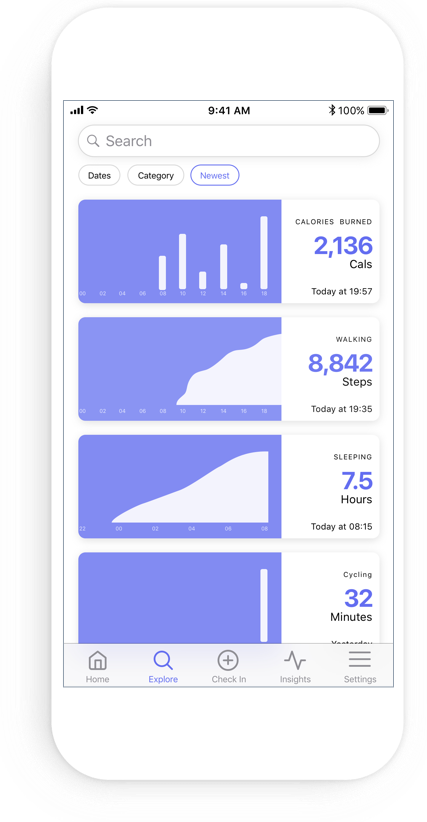 9:41 AM 100%
Search
Dates Category Newest
CALORIES BURNED
2,136
Cals
Today at 19:57
00 02 04 06 08 10 12 14 16 18
WALKING
8,842
Steps
Today at 19:35
00 02 04 06 08 10 12 14 16 18
SLEEPING
7.5
Hours
Today at 08:15
22 00 02 04 06 08
Cycling
32
Minutes
Yesterday
Home Explore Check In Insights Settings